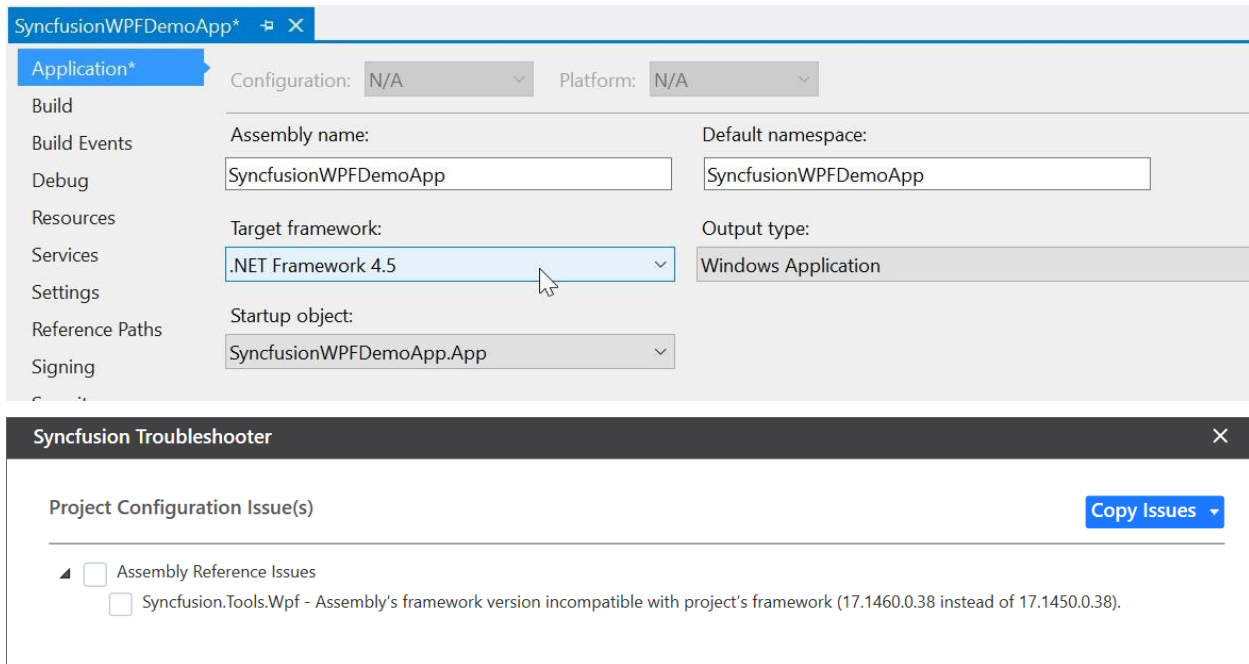 SyncfusionWPFDemoApp*
Application*
Configuration: N/A Platform: N/A
Build
Build Events
Debug
Resources
Services
Settings
Reference Paths
Signing
Assembly name:
SyncfusionWPFDemoApp
Default namespace:
SyncfusionWPFDemoApp
Target framework:
.NET Framework 4.5
Output type:
Windows Application
Startup object:
SyncfusionWPFDemoApp.App
Syncfusion Troubleshooter
Project Configuration Issue(s)
Copy Issues
Assembly Reference Issues
Syncfusion.Tools.Wpf - Assembly's framework version incompatible with project's framework (17.1460.0.38 instead of 17.1450.0.38).